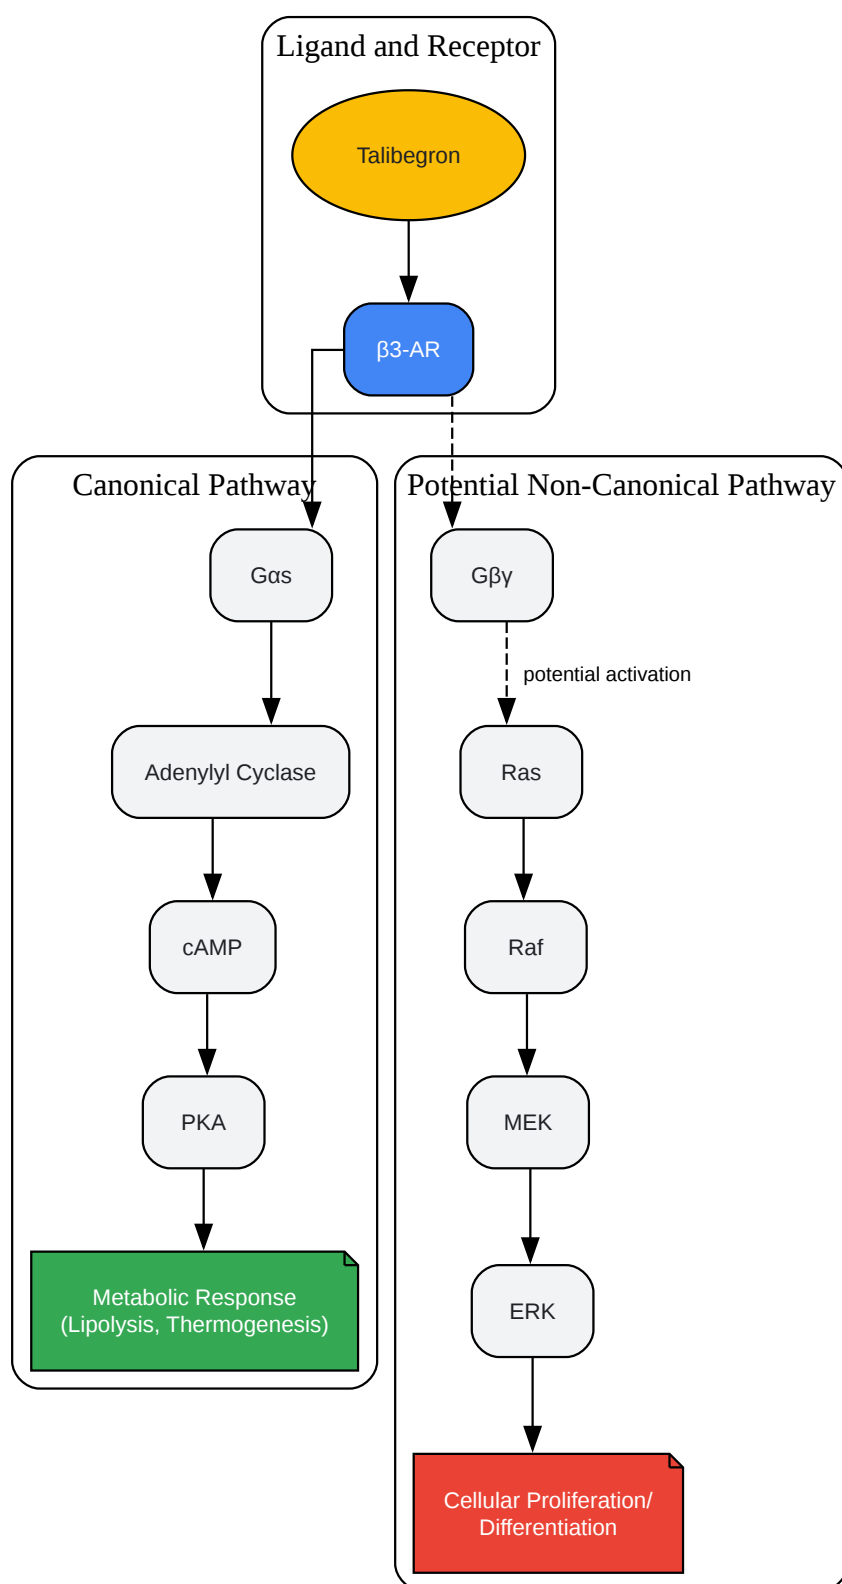 Ligand and Receptor
Talibegron
β3-AR
Canonical Pathway
Gαs
Adenylyl Cyclase
cAMP
PKA
Metabolic Response
(Lipolysis, Thermogenesis)
Potential Non-Canonical Pathway
Gβγ
potential activation
Ras
Raf
MEK
ERK
Cellular Proliferation/
Differentiation